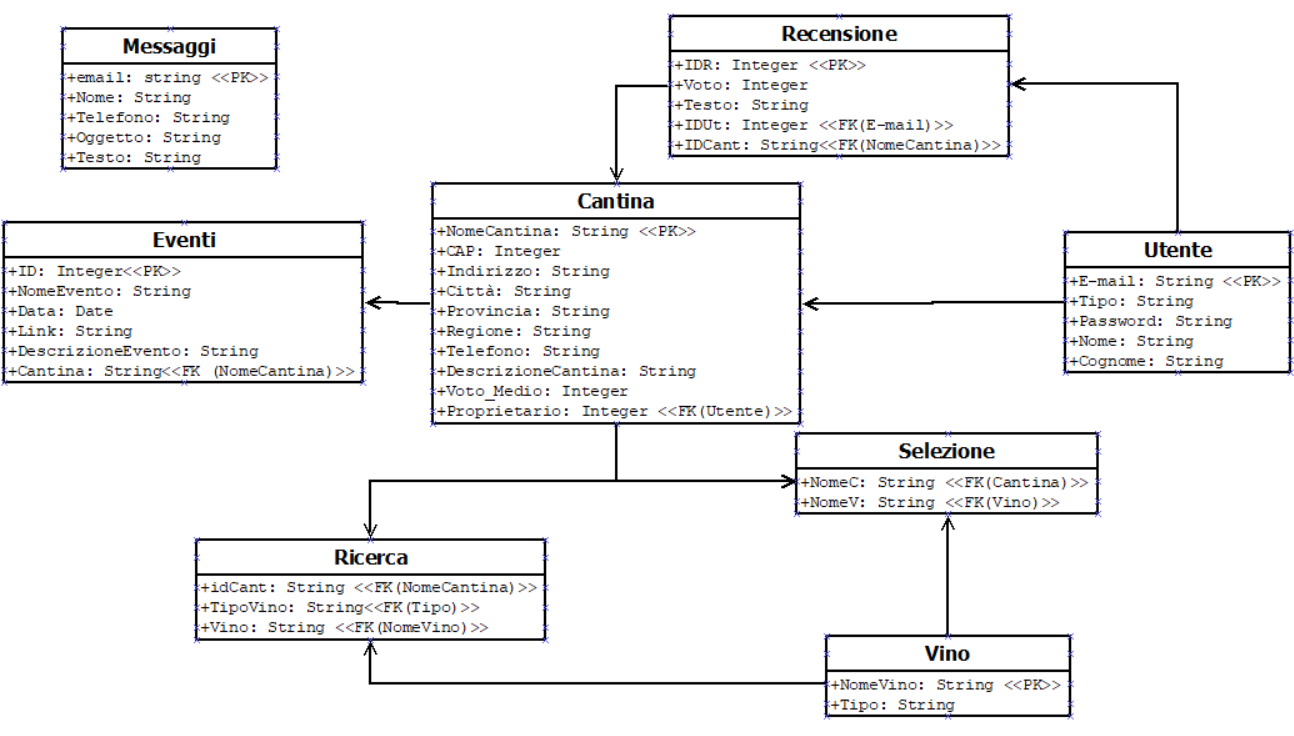 Messaggi
+email: string <<PK>>
+Nome: String
+Telefono: String
+Oggetto: String
+Testo: String
Recensione
+IDR: Integer <<PK>>
+Voto: Integer
+Testo: String
+IDUt: Integer <<FK(E-mail)>>
+IDCant: String<<FK(NomeCantina)>>
Eventi
+ID: Integer<<PK>>
+NomeEvento: String
+Data: Date
+Link: String
+DescrizioneEvento: String
+Cantina: String<<FK (NomeCantina)>>
Cantina
+NomeCantina: String <<PK>>
+CAP: Integer
+Indirizzo: String
+Città: String
+Provincia: String
+Regione: String
+Telefono: String
+DescrizioneCantina: String
+Voto_Medio: Integer
+Proprietario: Integer <<FK(Utente)>>
Utente
+E-mail: String <<PK>>
+Tipo: String
+Password: String
+Nome: String
+Cognome: String
Selezione
+NomeC: String <<FK(Cantina)>>
+NomeV: String <<FK(Vino)>>
Ricerca
+idCant: String <<FK(NomeCantina)>>
+TipoVino: String<<FK(Tipo)>>
+Vino: String <<FK(NomeVino)>>
Vino
+NomeVino: String <<PK>>
+Tipo: String